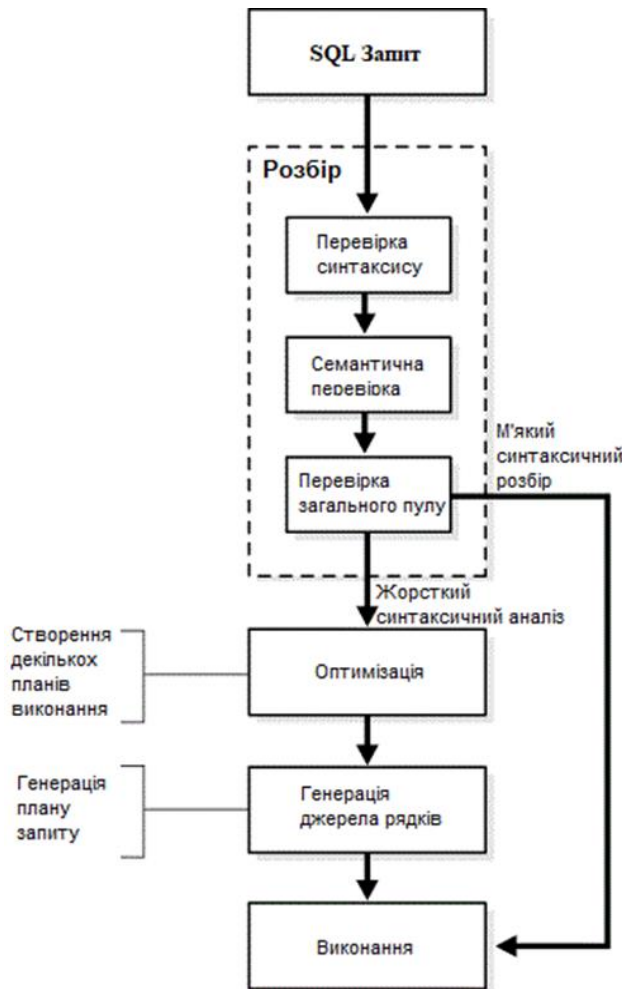 SQL Запит
Розбір
Перевірка
синтаксису
Семантична
перевірка
М'який
синтаксичний
розбір
Перевірка
загального пулу
Жорсткий
синтаксичний аналіз
Створення
декількох
планів
виконання
Оптимізація
Генерація
плану
запиту
Генерація
джерела рядків
Виконання